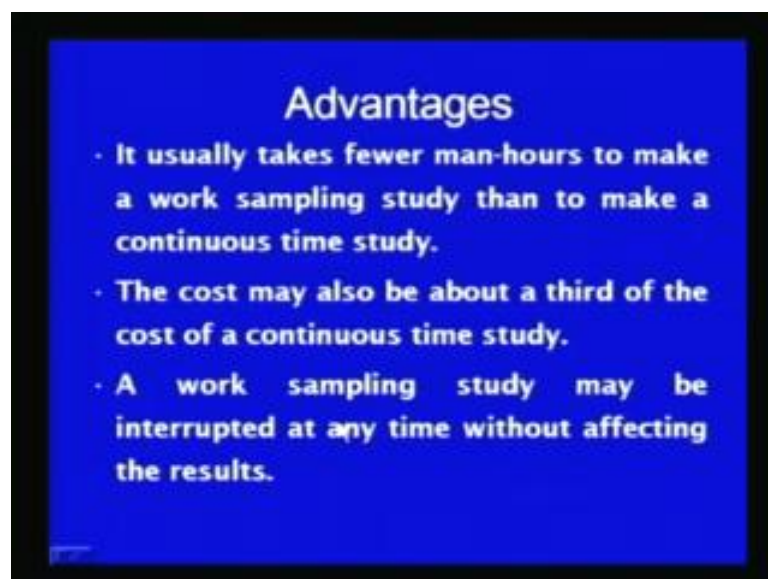 Advantages
· It usually takes fewer man-hours to make
a work sampling study than to make a
continuous time study.
· The cost may also be about a third of the
cost of a continuous time study.
· A work sampling study may be
interrupted at any time without affecting
the results.